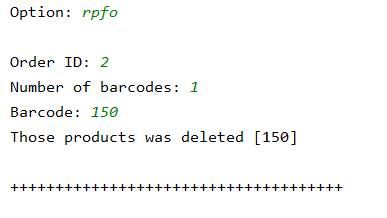 Option: rpfo
Order ID: 2
Number of barcodes: 1
Barcode: 150
Those products was deleted [150]
+++++++++++++++++++++++++++++++++++++